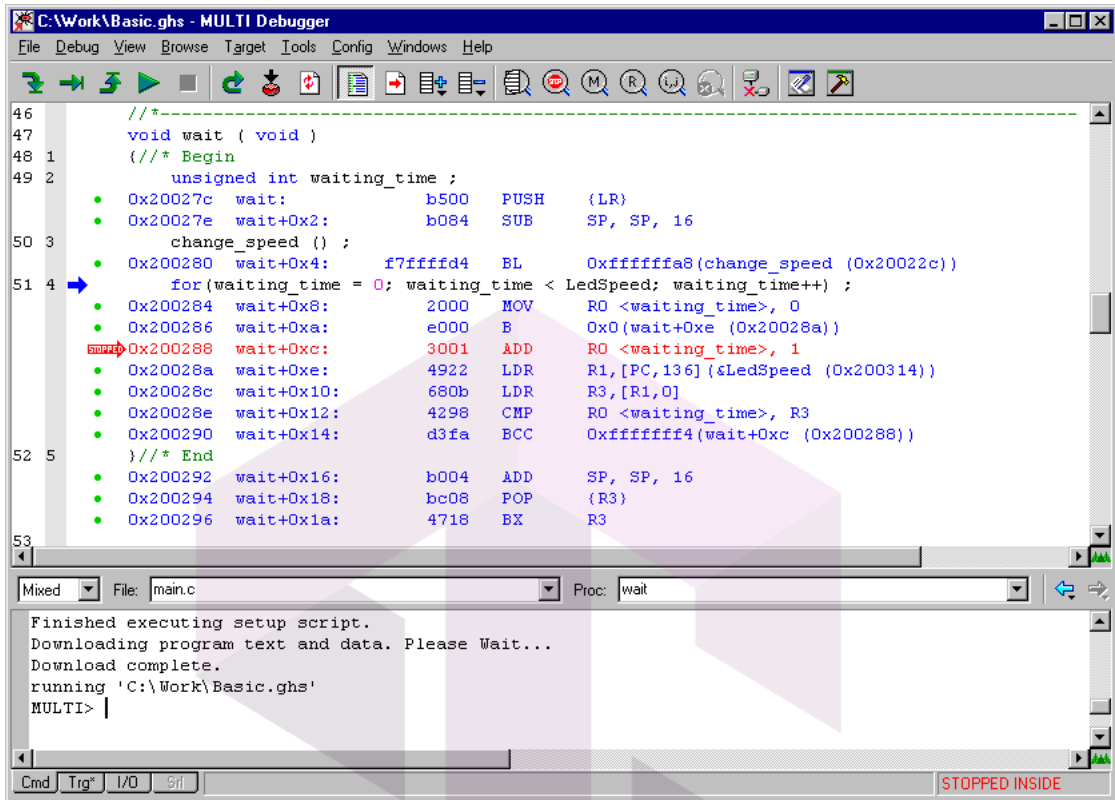 C:\Work\Basic.ghs - MULTI Debugger
File Debug View Browse Target Tools Config Windows Help
46 //*--------------------------------------------------------------------------------------
47 void wait ( void )
48 1 {//* Begin
49 2 unsigned int waiting_time ;
0x20027c wait: b500 PUSH {LR}
0x20027e wait+0x2: b084 SUB SP, SP, 16
50 3 change_speed () ;
0x200280 wait+0x4: f7ffffd4 BL 0xffffffa8(change_speed (0x20022c))
51 4 for(waiting_time = 0; waiting_time < LedSpeed; waiting_time++) ;
0x200284 wait+0x8: 2000 MOV R0 <waiting_time>, 0
0x200286 wait+0xa: e000 B 0x0(wait+0xe (0x20028a))
STOPPED 0x200288 wait+0xc: 3001 ADD R0 <waiting_time>, 1
0x20028a wait+0xe: 4922 LDR R1,[PC,136](&LedSpeed (0x200314))
0x20028c wait+0x10: 680b LDR R3,[R1,0]
0x20028e wait+0x12: 4298 CMP R0 <waiting_time>, R3
0x200290 wait+0x14: d3fa BCC 0xfffffff4(wait+0xc (0x200288))
52 5 }//* End
0x200292 wait+0x16: b004 ADD SP, SP, 16
0x200294 wait+0x18: bc08 POP {R3}
0x200296 wait+0x1a: 4718 BX R3
53
Mixed File: main.c Proc: wait
Finished executing setup script.
Downloading program text and data. Please Wait...
Download complete.
running 'C:\Work\Basic.ghs'
MULTI>
Cmd Trg* I/O Srl STOPPED INSIDE